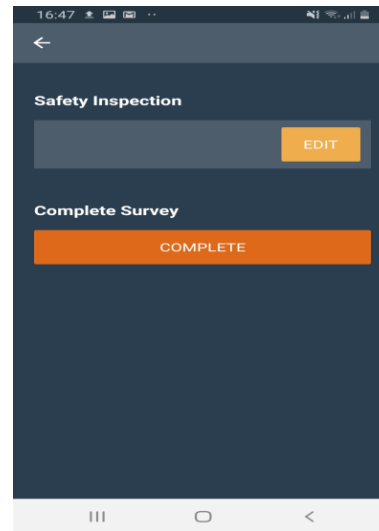 16:47
Safety Inspection
EDIT
Complete Survey
COMPLETE